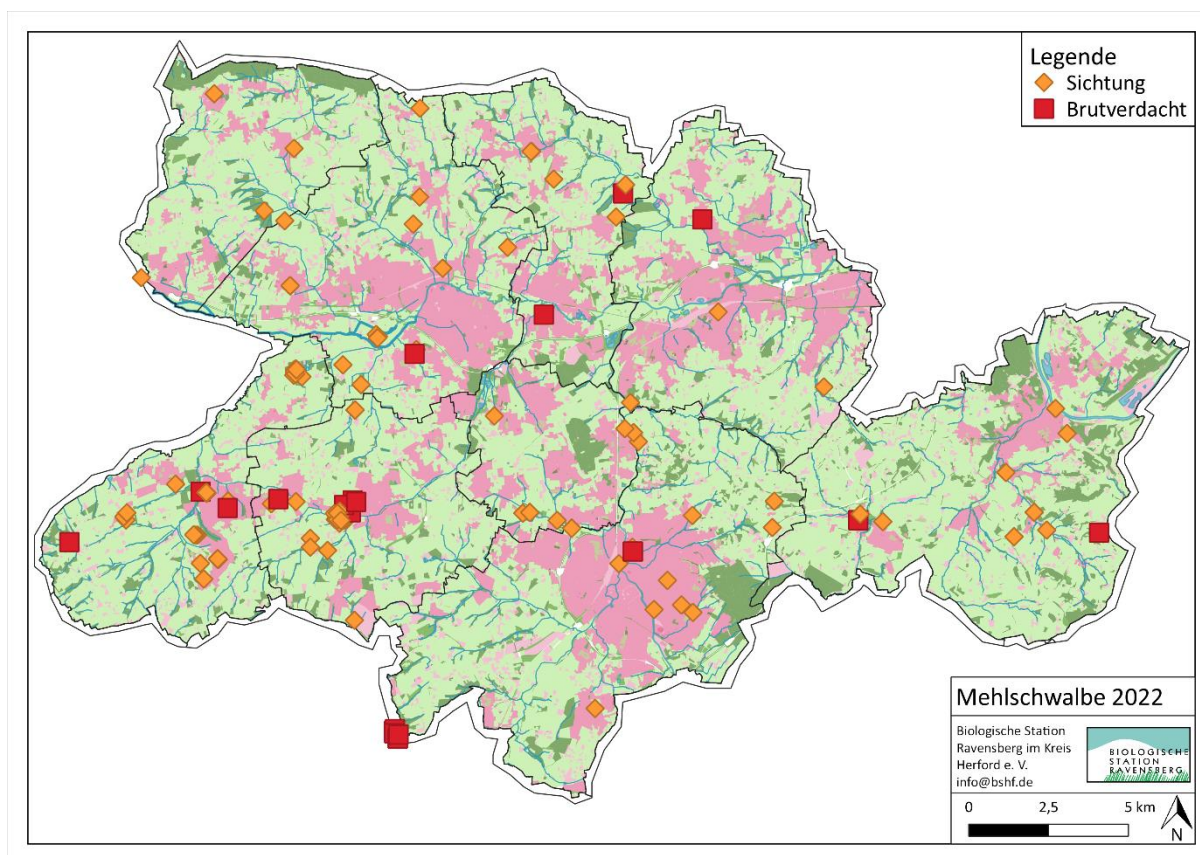 Legende
Sichtung
Brutverdacht
Mehlschwalbe 2022
Biologische Station
Ravensberg im Kreis
Herford e. V.
info@bshf.de
BIOLOGISCHE
STATION
RAVENSBERG
0 2,5 5 km
N